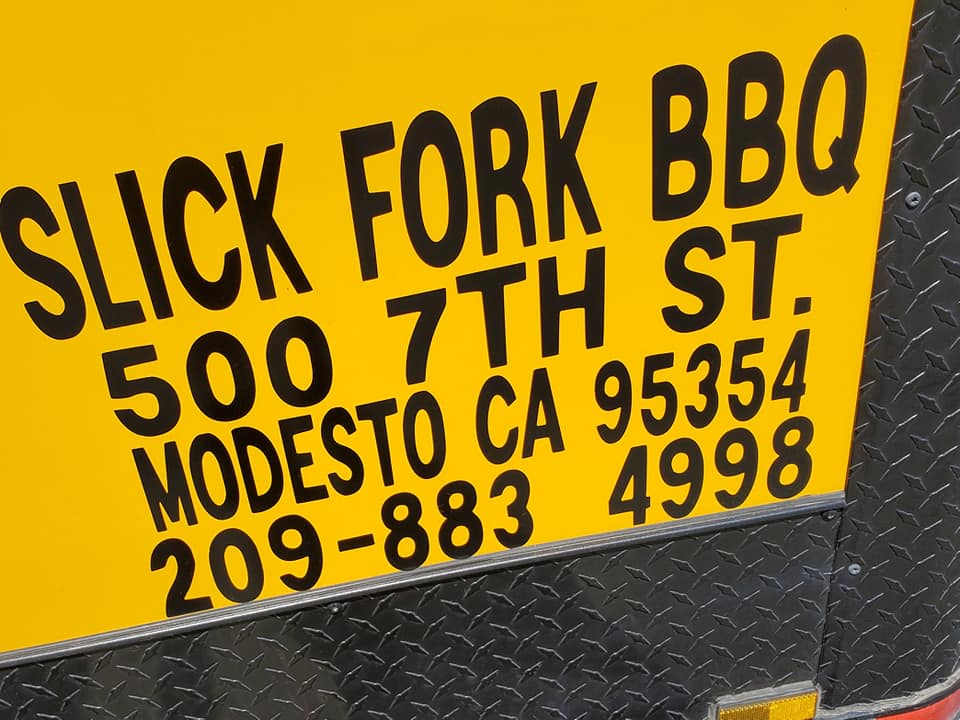 SLICK FORK BBQ
500 7TH ST.
MODESTO CA 95354
209-883 4998